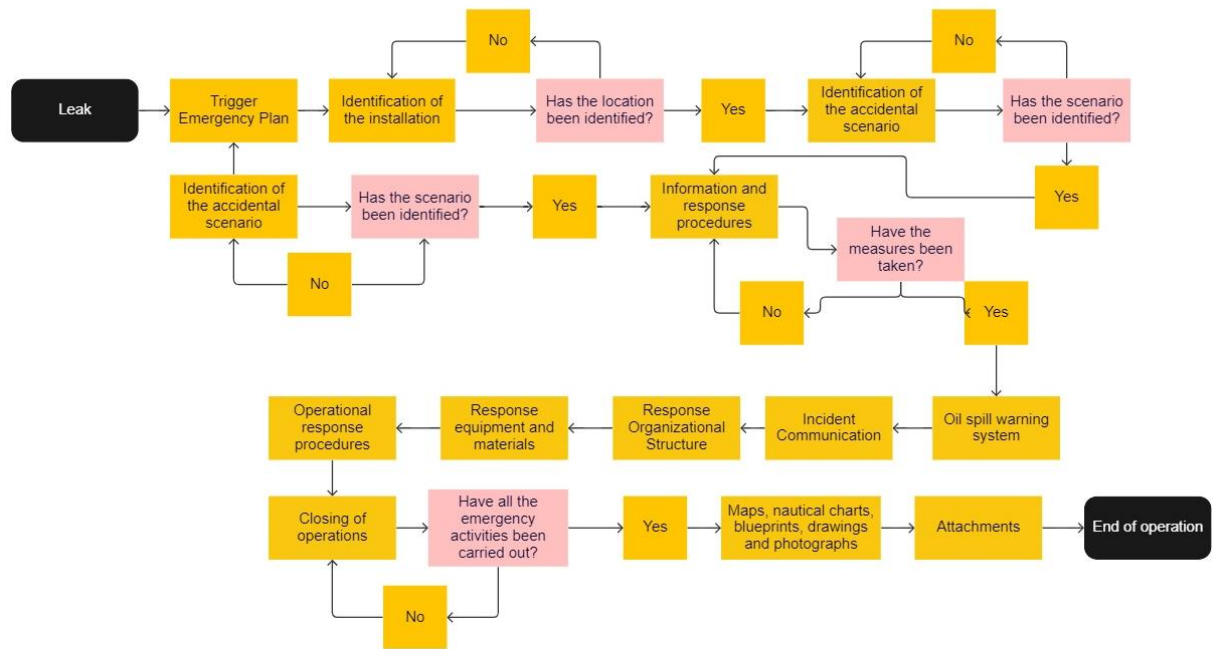 No
No
Leak
Trigger
Emergency Plan
Identification of
the installation
Has the location
been identified?
Yes
Identification of
the accidental
scenario
Has the scenario
been identified?
Identification of
the accidental
scenario
Has the scenario
been identified?
Yes
Information and
response
procedures
Yes
Have the
measures been
taken?
No
No
Yes
Operational
response
procedures
Response
equipment and
materials
Response
Organizational
Structure
Incident
Communication
Oil spill warning
system
Closing of
operations
Have all the
emergency
activities been
carried out?
Yes
Maps, nautical charts,
blueprints, drawings
and photographs
Attachments
End of operation
No